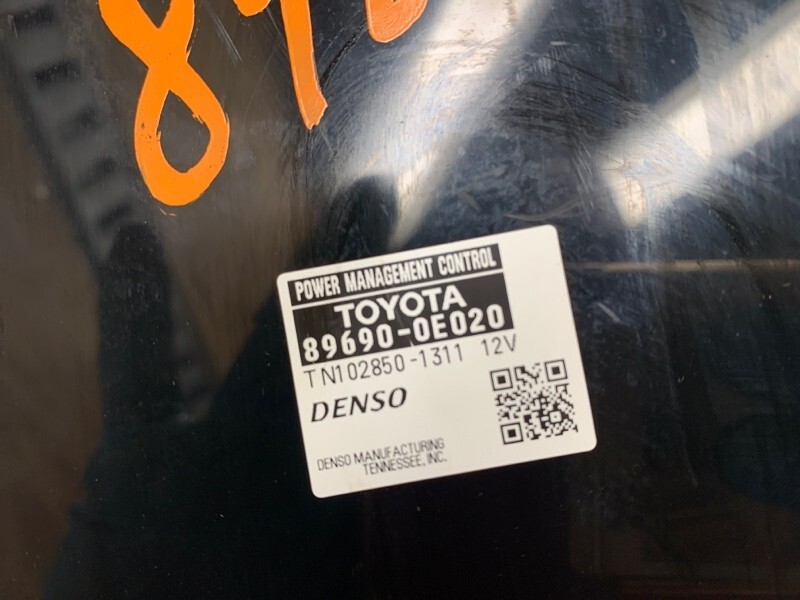 POWER MANAGEMENT CONTROL
TOYOTA
89690-0E020
TN102850-1311 12V
DENSO
DENSO MANUFACTURING
TENNESSEE, INC.